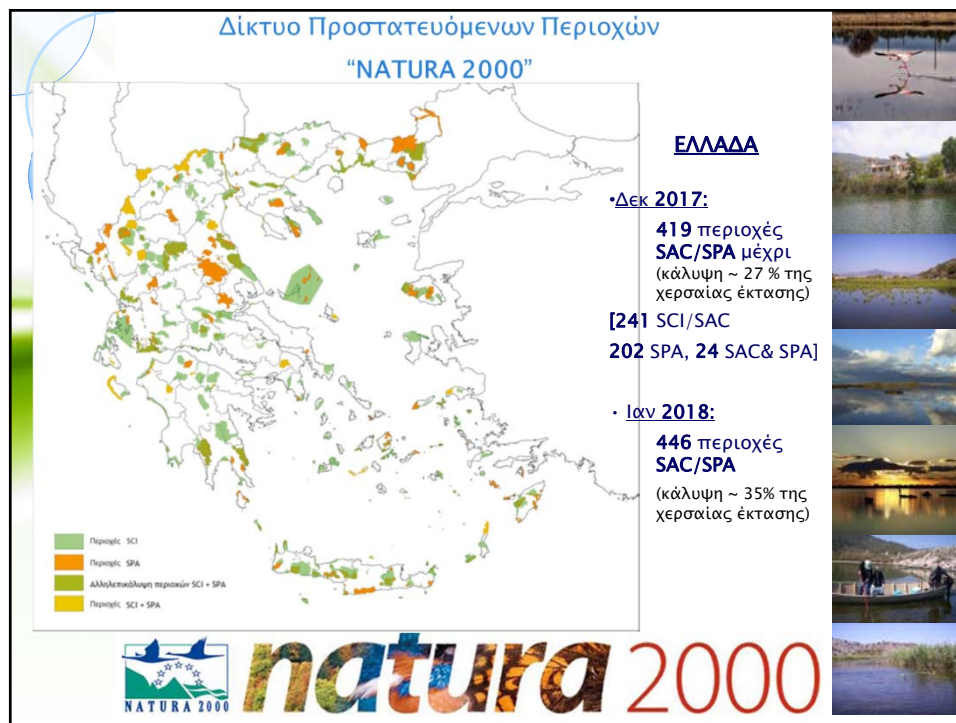 Δίκτυο Προστατευόμενων Περιοχών
“NATURA 2000”
ΕΛΛΑΔΑ
•Δεκ 2017:
419 περιοχές
SAC/SPA μέχρι
(κάλυψη ~ 27 % της
χερσαίας έκτασης)
[241 SCI/SAC
202 SPA, 24 SAC& SPA]
• Ιαν 2018:
446 περιοχές
SAC/SPA
(κάλυψη ~ 35% της
χερσαίας έκτασης)
Περιοχές SCI
Περιοχές SPA
Αλληλεπικάλυψη περιοχών SCI + SPA
Περιοχές SCI + SPA
NATURA 2000
natura 2000